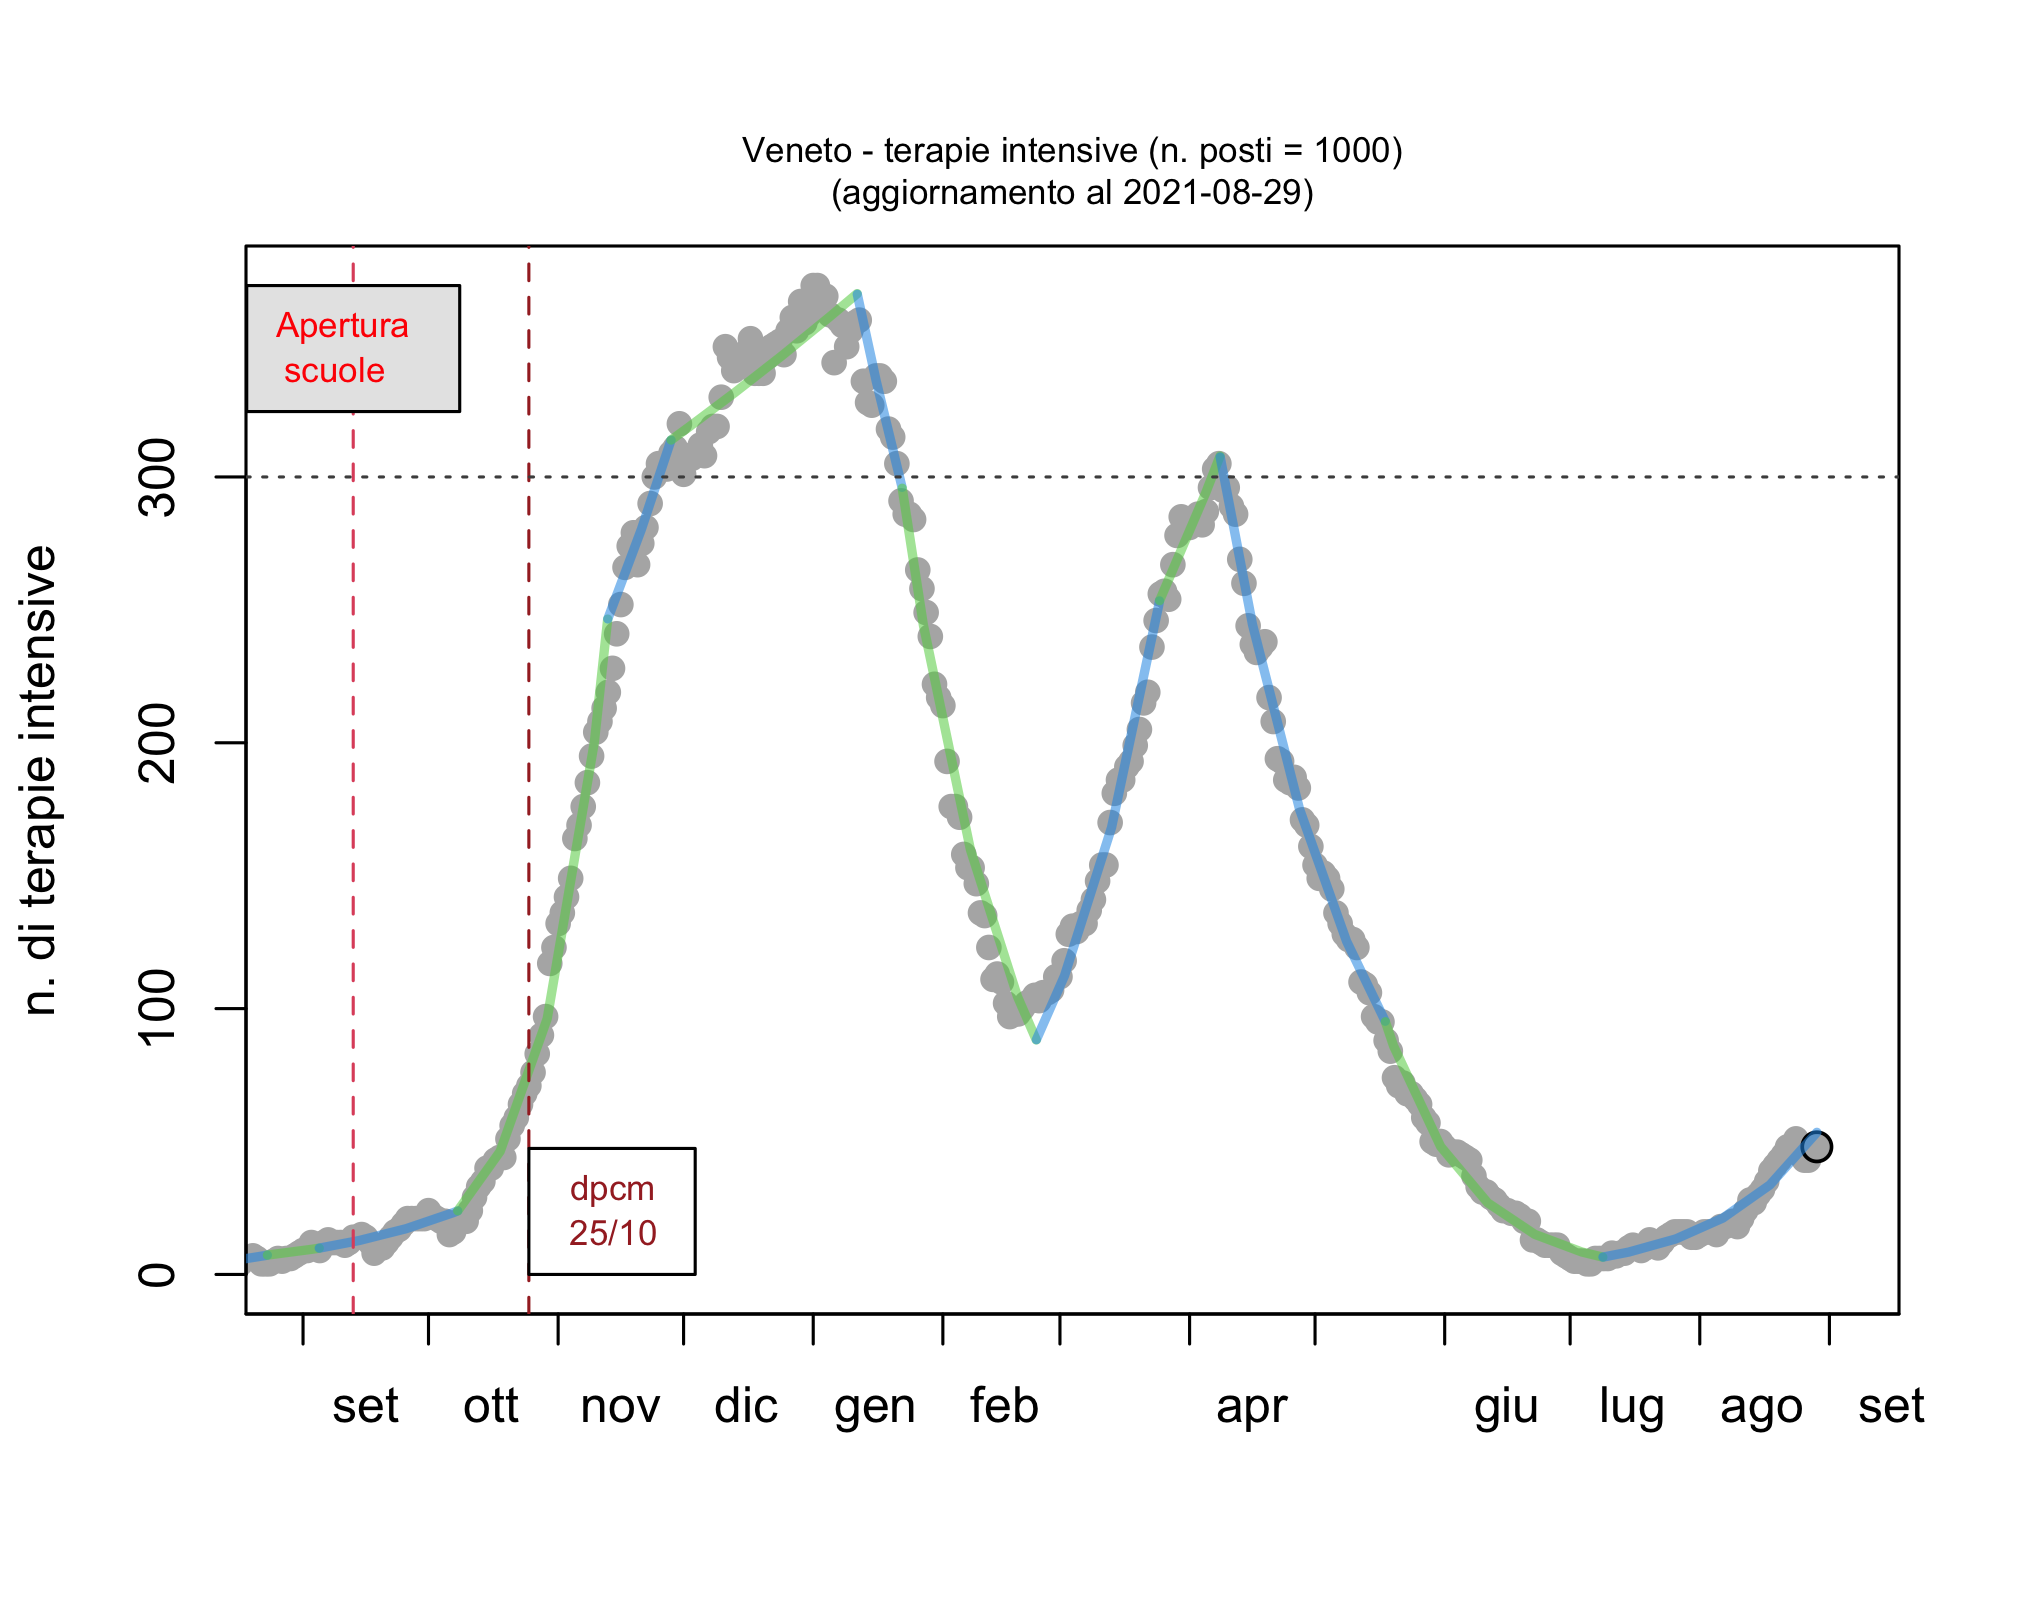 Veneto - terapie intensive (n. posti = 1000)
(aggiornamento al 2021-08-29)
Apertura
scuole
n. di terapie intensive
300
200
100
0
dpcm
25/10
set ott nov dic gen feb apr giu lug ago set